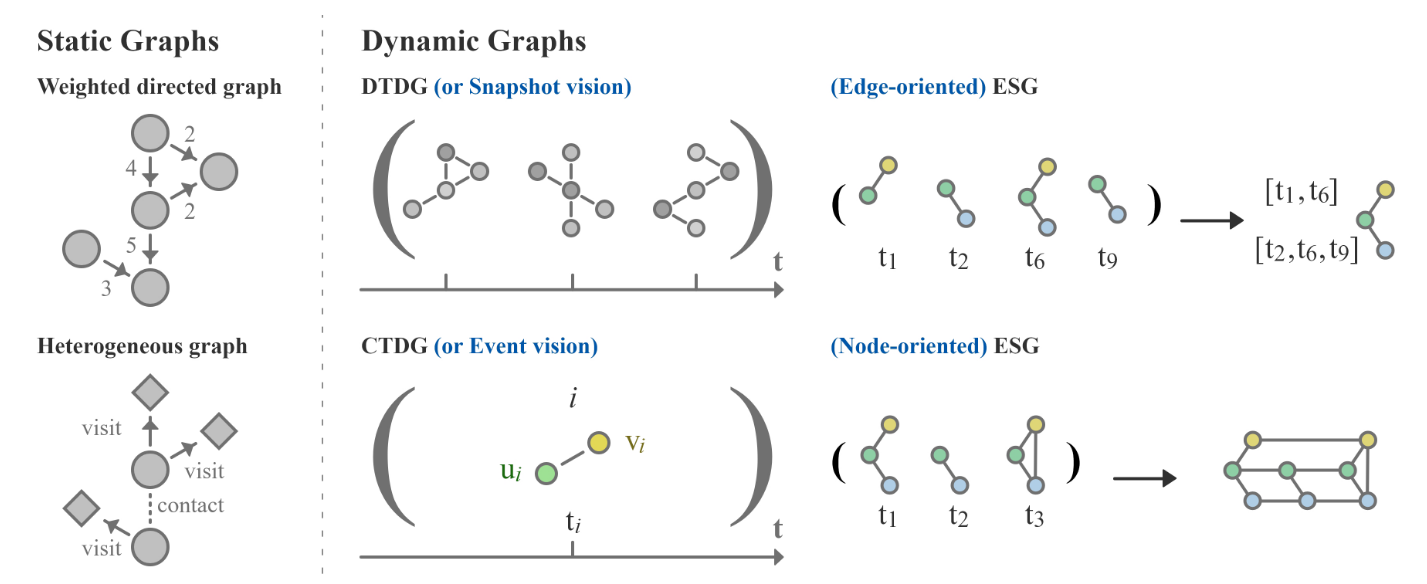 Static Graphs
Weighted directed graph
2
4
2
5
3
Heterogeneous graph
visit
visit
contact
visit
Dynamic Graphs
DTDG (or Snapshot vision)
t
CTDG (or Event vision)
i
vᵢ
uᵢ
tᵢ
t
(Edge-oriented) ESG
( )
t₁ t₂ t₆ t₉
[t₁,t₆]
[t₂,t₆,t₉]
(Node-oriented) ESG
( )
t₁ t₂ t₃